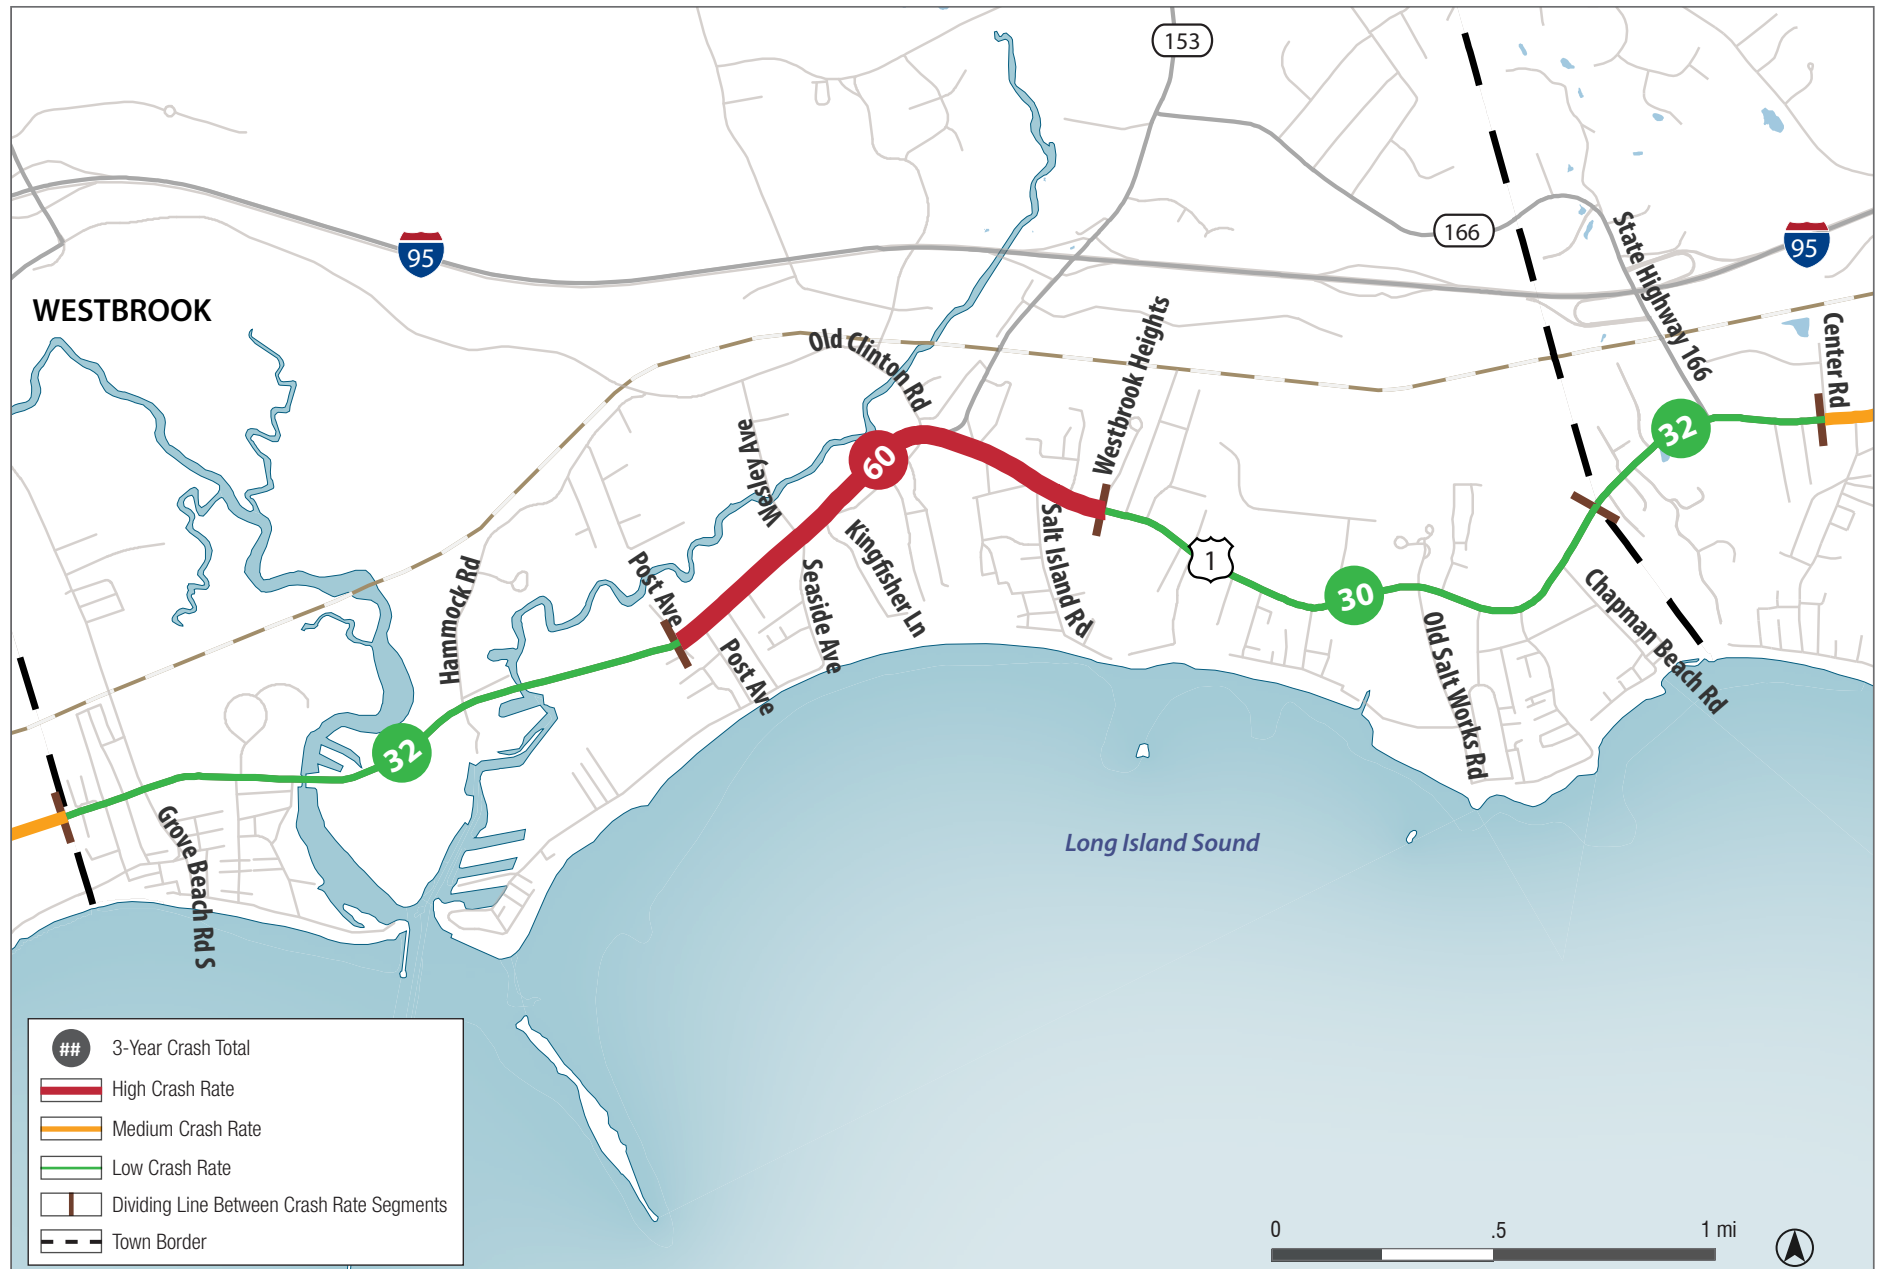 153
166
95
95
State Highway 166
WESTBROOK
Old Clinton Rd
Westbrook Heights
Center Rd
Wesley Ave
60
32
Kingfisher Ln
Salt Island Rd
1
30
Post Ave
Seaside Ave
Hammock Rd
Post Ave
Old Salt Works Rd
Chapman Beach Rd
32
Grove Beach Rd S
Long Island Sound
## 3-Year Crash Total
High Crash Rate
Medium Crash Rate
Low Crash Rate
Dividing Line Between Crash Rate Segments
Town Border
0 .5 1 mi